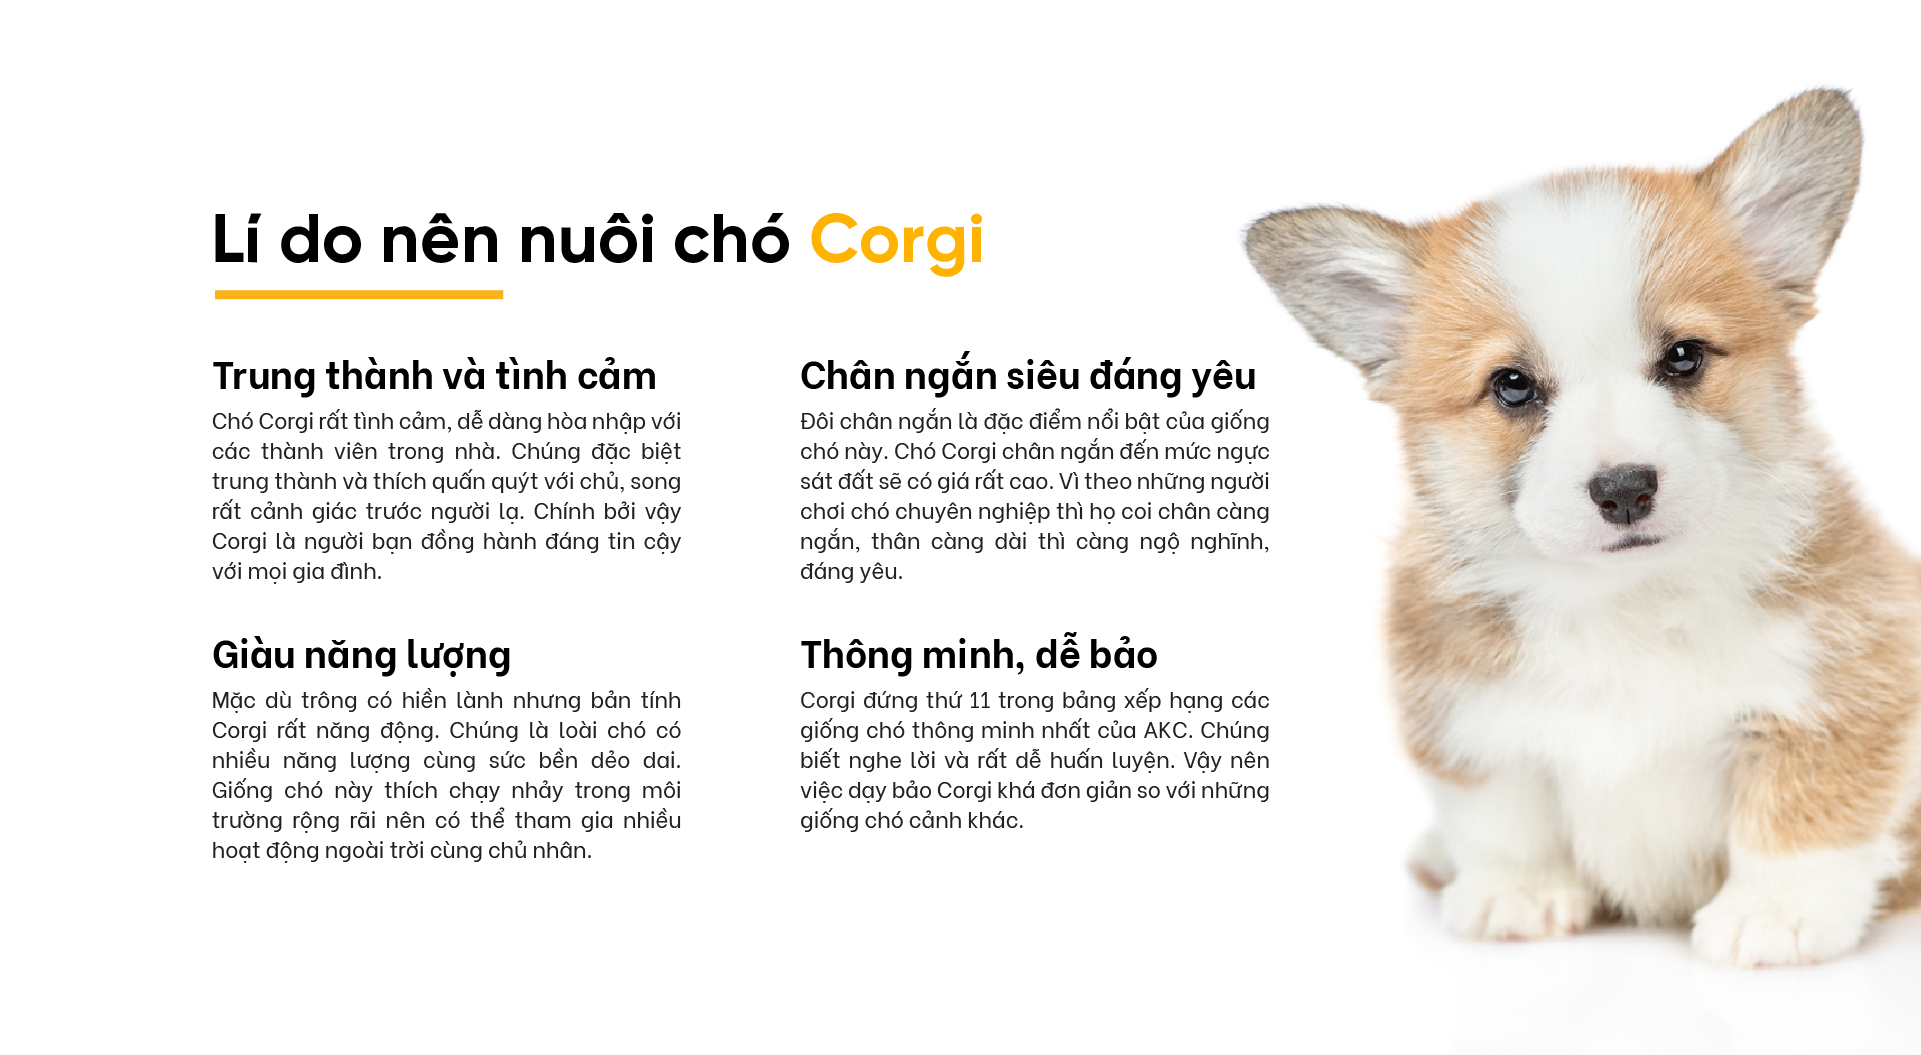 Lí do nên nuôi chó Corgi
Trung thành và tình cảm
Chó Corgi rất tình cảm, dễ dàng hòa nhập với
các thành viên trong nhà. Chúng đặc biệt
trung thành và thích quấn quýt với chủ, song
rất cảnh giác trước người lạ. Chính bởi vậy
Corgi là người bạn đồng hành đáng tin cậy
với mọi gia đình.
Chân ngắn siêu đáng yêu
Đôi chân ngắn là đặc điểm nổi bật của giống
chó này. Chó Corgi chân ngắn đến mức ngực
sát đất sẽ có giá rất cao. Vì theo những người
chơi chó chuyên nghiệp thì họ coi chân càng
ngắn, thân càng dài thì càng ngộ nghĩnh,
đáng yêu.
Giàu năng lượng
Mặc dù trông có hiền lành nhưng bản tính
Corgi rất năng động. Chúng là loài chó có
nhiều năng lượng cùng sức bền dẻo dai.
Giống chó này thích chạy nhảy trong môi
trường rộng rãi nên có thể tham gia nhiều
hoạt động ngoài trời cùng chủ nhân.
Thông minh, dễ bảo
Corgi đứng thứ 11 trong bảng xếp hạng các
giống chó thông minh nhất của AKC. Chúng
biết nghe lời và rất dễ huấn luyện. Vậy nên
việc dạy bảo Corgi khá đơn giản so với những
giống chó cảnh khác.